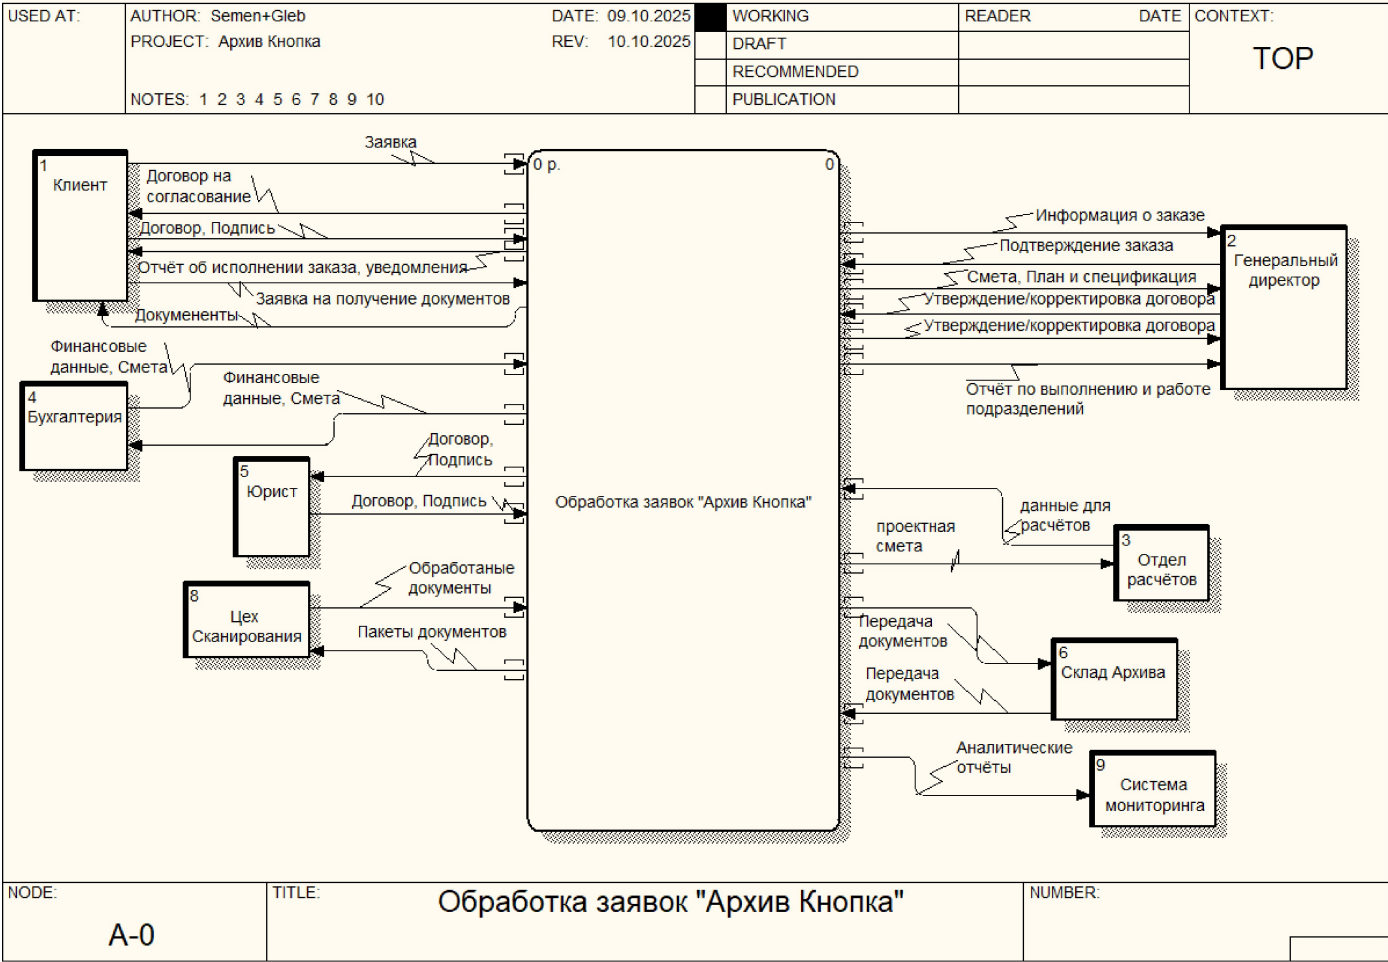 USED AT:
AUTHOR: Semen+Gleb
DATE: 09.10.2025
PROJECT: Архив Кнопка
REV: 10.10.2025
NOTES: 1 2 3 4 5 6 7 8 9 10
WORKING
DRAFT
RECOMMENDED
PUBLICATION
READER
DATE
CONTEXT:
TOP
1
Клиент
Заявка
Договор на
согласование
Договор, Подпись
Отчёт об исполнении заказа, уведомления
Заявка на получение документов
Докумененты
Финансовые
данные, Смета
4
Бухгалтерия
Финансовые
данные, Смета
Договор,
Подпись
5
Юрист
Договор, Подпись
8
Цех
Сканирования
Обработаные
документы
Пакеты документов
0 р.
0
Обработка заявок "Архив Кнопка"
Информация о заказе
Подтверждение заказа
Смета, План и спецификация
Утверждение/корректировка договора
Утверждение/корректировка договора
Отчёт по выполнению и работе
подразделений
2
Генеральный
директор
данные для
расчётов
проектная
смета
3
Отдел
расчётов
Передача
документов
6
Склад Архива
Передача
документов
Аналитические
отчёты
9
Система
мониторинга
NODE:
A-0
TITLE:
Обработка заявок "Архив Кнопка"
NUMBER: